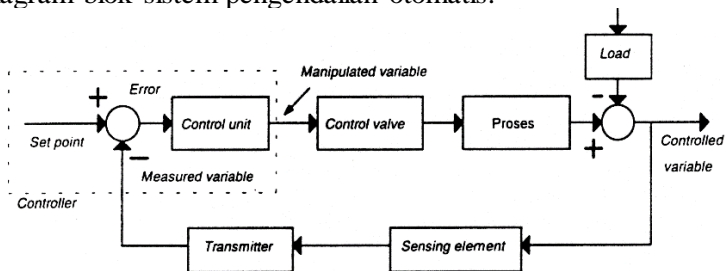 agram blok sistem pengendalian otomatis.
Load
Manipulated variable
Error
+
-
Control unit
Control valve
Proses
Set point
-
+
Controlled
variable
Measured variable
Controller
Transmitter
Sensing element